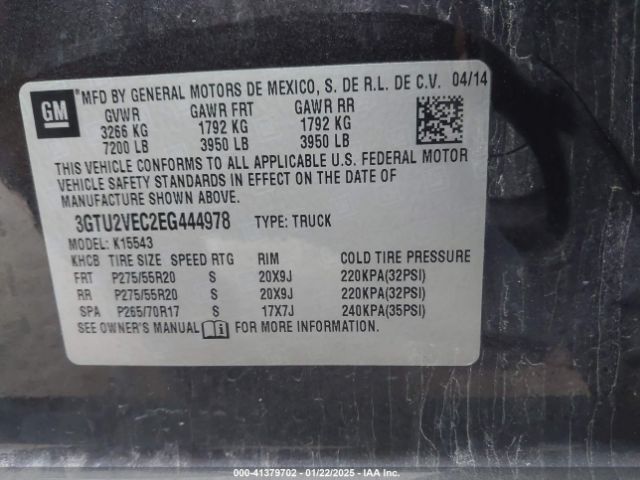 GM
MFD BY GENERAL MOTORS DE MEXICO, S. DE R.L. DE C.V. 04/14
GVWR GAWR FRT GAWR RR
3266 KG 1792 KG 1792 KG
7200 LB 3950 LB 3950 LB
THIS VEHICLE CONFORMS TO ALL APPLICABLE U.S. FEDERAL MOTOR
VEHICLE SAFETY STANDARDS IN EFFECT ON THE DATE OF
MANUFACTURE SHOWN ABOVE.
3GTU2VEC2EG444978 TYPE: TRUCK
MODEL: K15543
KHCB TIRE SIZE SPEED RTG RIM COLD TIRE PRESSURE
FRT P275/55R20 S 20X9J 220KPA(32PSI)
RR P275/55R20 S 20X9J 220KPA(32PSI)
SPA P265/70R17 S 17X7J 240KPA(35PSI)
SEE OWNER'S MANUAL FOR MORE INFORMATION.
000-41379702 - 01/22/2025 - IAA Inc.